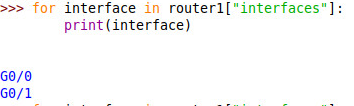 >>> for interface in router1["interfaces"]:
        print(interface)
G0/0
G0/1